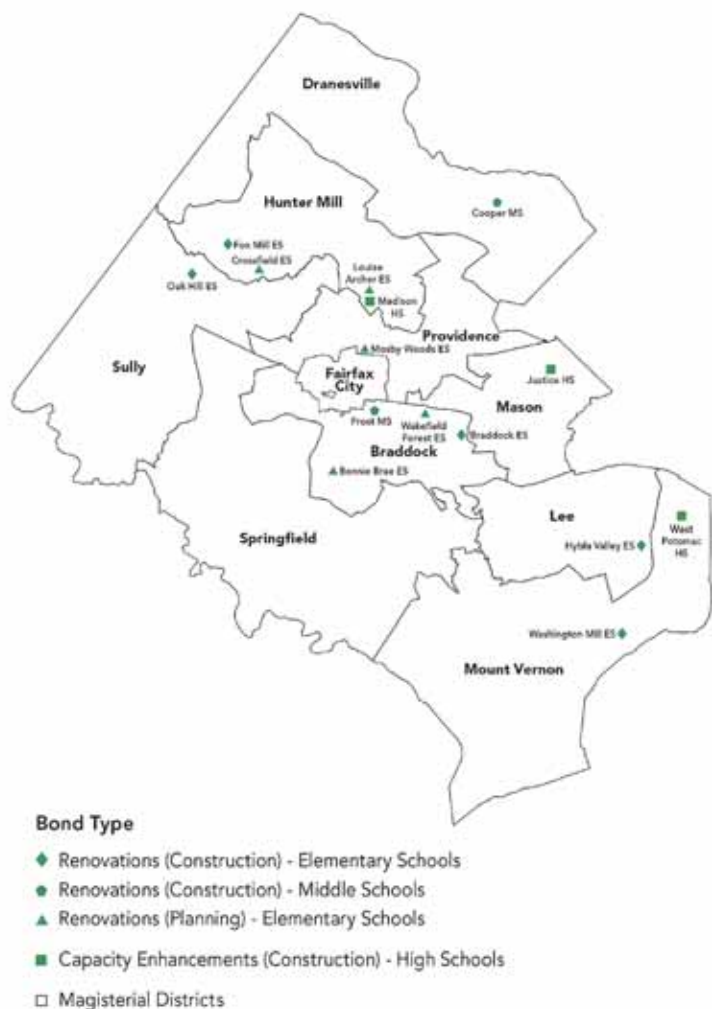 Dranesville
Hunter Mill
Cooper MS
Fox Mill ES
Crossfield ES
Oak Hill ES
Louise
Archer ES
Madison
HS
Providence
Mosby Woods ES
Sully
Fairfax
City
Justice HS
Mason
Frost MS
Wakefield
Forest ES
Braddock ES
Braddock
Bonnie Brae ES
Lee
West
Potomac
HS
Springfield
Hybla Valley ES
Washington Mill ES
Mount Vernon
Bond Type
Renovations (Construction) - Elementary Schools
Renovations (Construction) - Middle Schools
Renovations (Planning) - Elementary Schools
Capacity Enhancements (Construction) - High Schools
Magisterial Districts